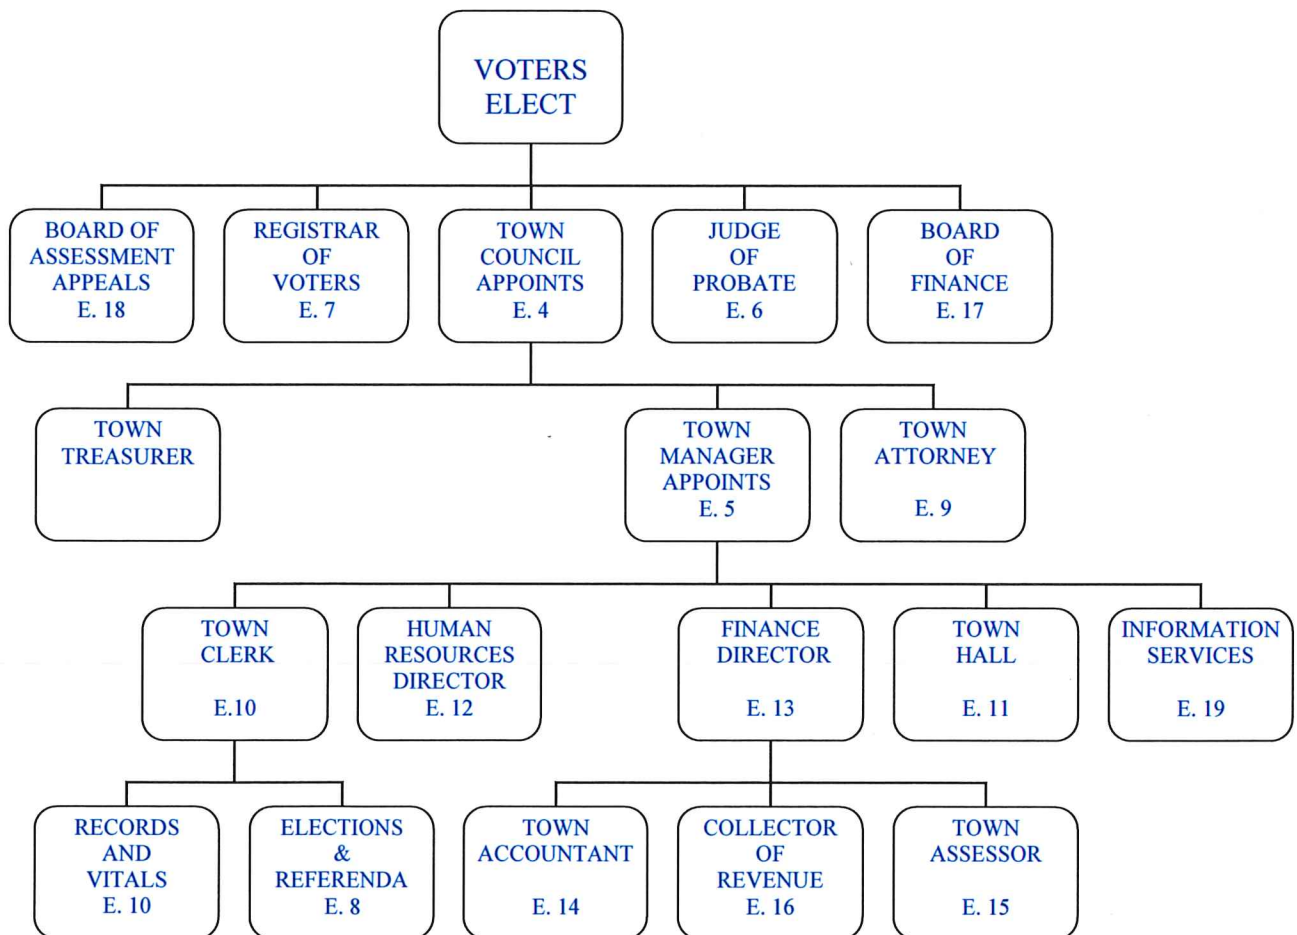 VOTERS
ELECT
BOARD OF
ASSESSMENT
APPEALS
E. 18
REGISTRAR
OF
VOTERS
E. 7
TOWN
COUNCIL
APPOINTS
E. 4
JUDGE
OF
PROBATE
E. 6
BOARD
OF
FINANCE
E. 17
TOWN
TREASURER
TOWN
MANAGER
APPOINTS
E. 5
TOWN
ATTORNEY
E. 9
TOWN
CLERK
E.10
HUMAN
RESOURCES
DIRECTOR
E. 12
FINANCE
DIRECTOR
E. 13
TOWN
HALL
E. 11
INFORMATION
SERVICES
E. 19
RECORDS
AND
VITALS
E. 10
ELECTIONS
&
REFERENDA
E. 8
TOWN
ACCOUNTANT
E. 14
COLLECTOR
OF
REVENUE
E. 16
TOWN
ASSESSOR
E. 15